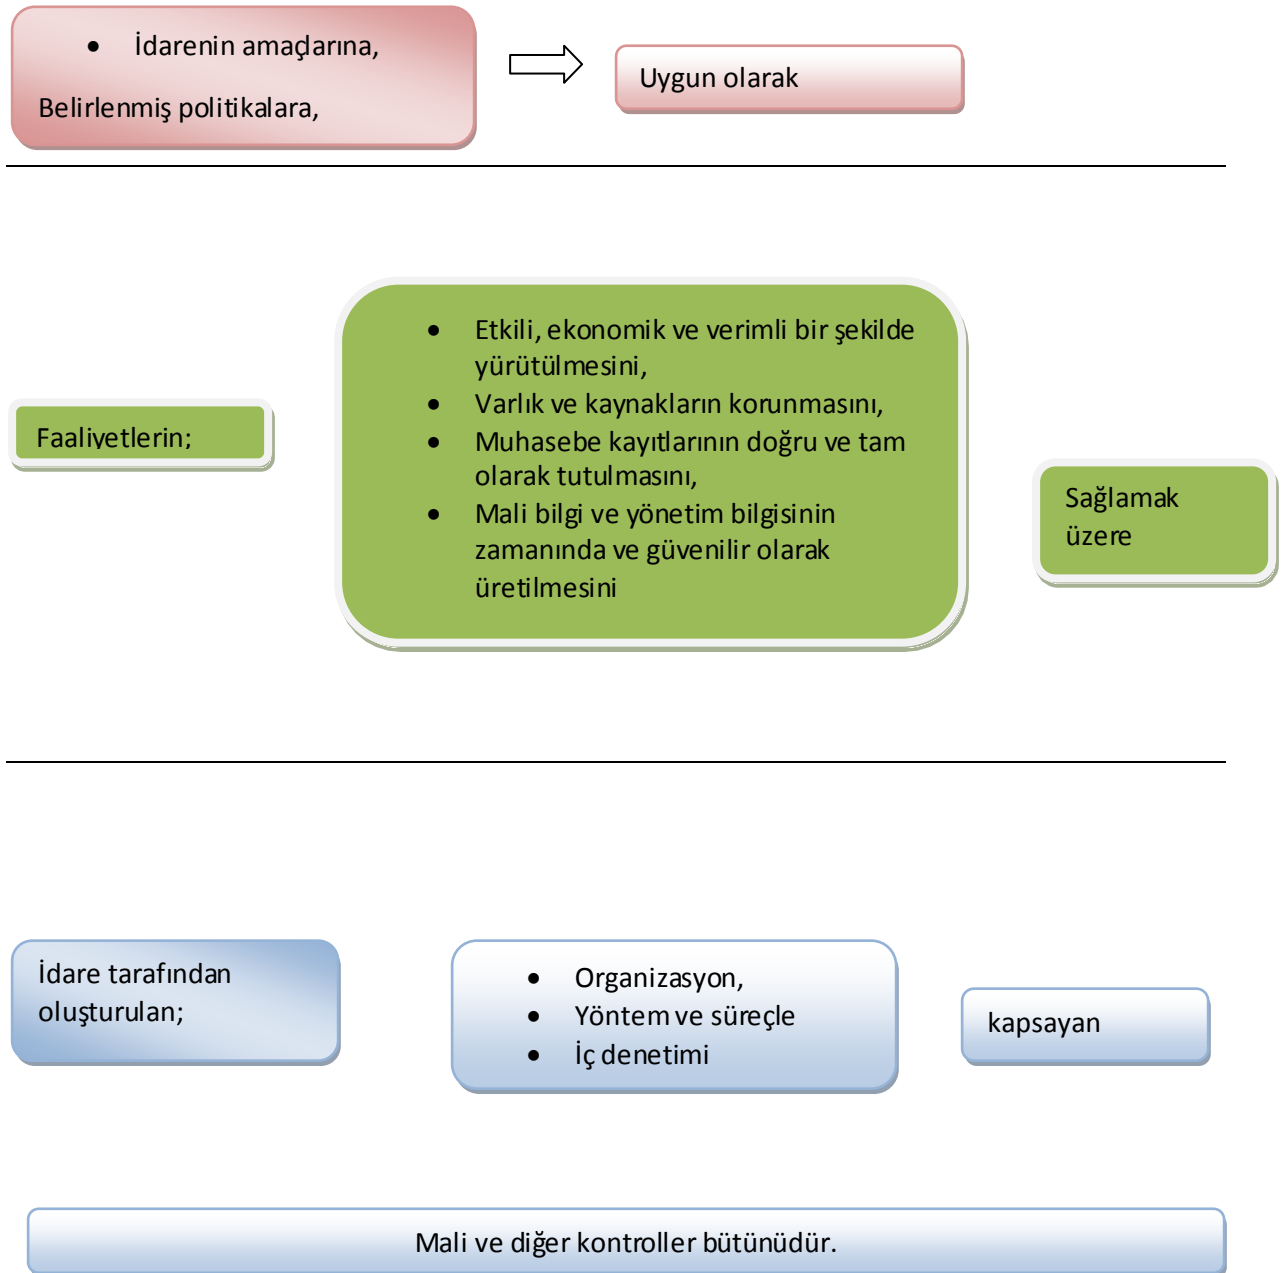 • İdarenin amaçlarına,
Belirlenmiş politikalara,
Uygun olarak
Faaliyetlerin;
• Etkili, ekonomik ve verimli bir şekilde
yürütülmesini,
• Varlık ve kaynakların korunmasını,
• Muhasebe kayıtlarının doğru ve tam
olarak tutulmasını,
• Mali bilgi ve yönetim bilgisinin
zamanında ve güvenilir olarak
üretilmesini
Sağlamak
üzere
İdare tarafından
oluşturulan;
• Organizasyon,
• Yöntem ve süreçle
• İç denetimi
kapsayan
Mali ve diğer kontroller bütünüdür.